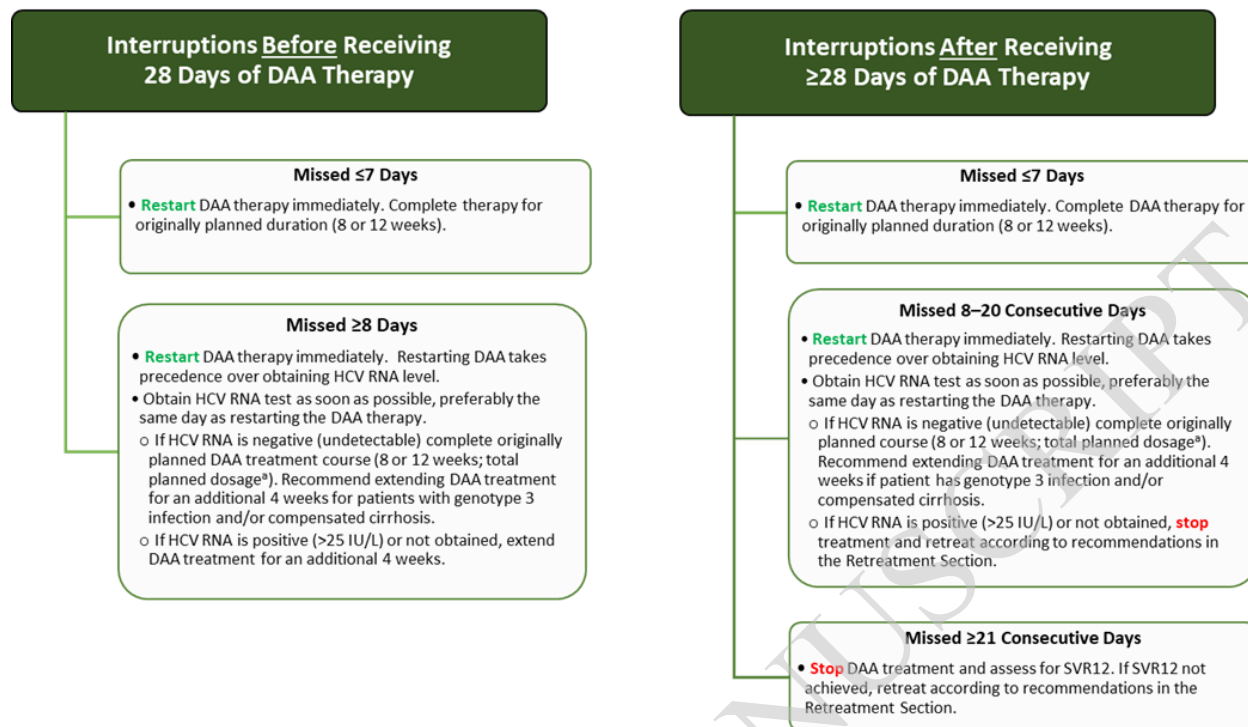 Interruptions Before Receiving
28 Days of DAA Therapy
Missed ≤7 Days
• Restart DAA therapy immediately. Complete therapy for
originally planned duration (8 or 12 weeks).
Missed ≥8 Days
• Restart DAA therapy immediately. Restarting DAA takes
precedence over obtaining HCV RNA level.
• Obtain HCV RNA test as soon as possible, preferably the
same day as restarting the DAA therapy.
○ If HCV RNA is negative (undetectable) complete originally
planned DAA treatment course (8 or 12 weeks; total
planned dosageᵃ). Recommend extending DAA treatment
for an additional 4 weeks for patients with genotype 3
infection and/or compensated cirrhosis.
○ If HCV RNA is positive (>25 IU/L) or not obtained, extend
DAA treatment for an additional 4 weeks.
Interruptions After Receiving
≥28 Days of DAA Therapy
Missed ≤7 Days
• Restart DAA therapy immediately. Complete DAA therapy for
originally planned duration (8 or 12 weeks).
Missed 8–20 Consecutive Days
• Restart DAA therapy immediately. Restarting DAA takes
precedence over obtaining HCV RNA level.
• Obtain HCV RNA test as soon as possible, preferably the
same day as restarting the DAA therapy.
○ If HCV RNA is negative (undetectable) complete originally
planned course (8 or 12 weeks; total planned dosageᵃ).
Recommend extending DAA treatment for an additional 4
weeks if patient has genotype 3 infection and/or
compensated cirrhosis.
○ If HCV RNA is positive (>25 IU/L) or not obtained, stop
treatment and retreat according to recommendations in
the Retreatment Section.
Missed ≥21 Consecutive Days
• Stop DAA treatment and assess for SVR12. If SVR12 not
achieved, retreat according to recommendations in the
Retreatment Section.
NUSCRIPT